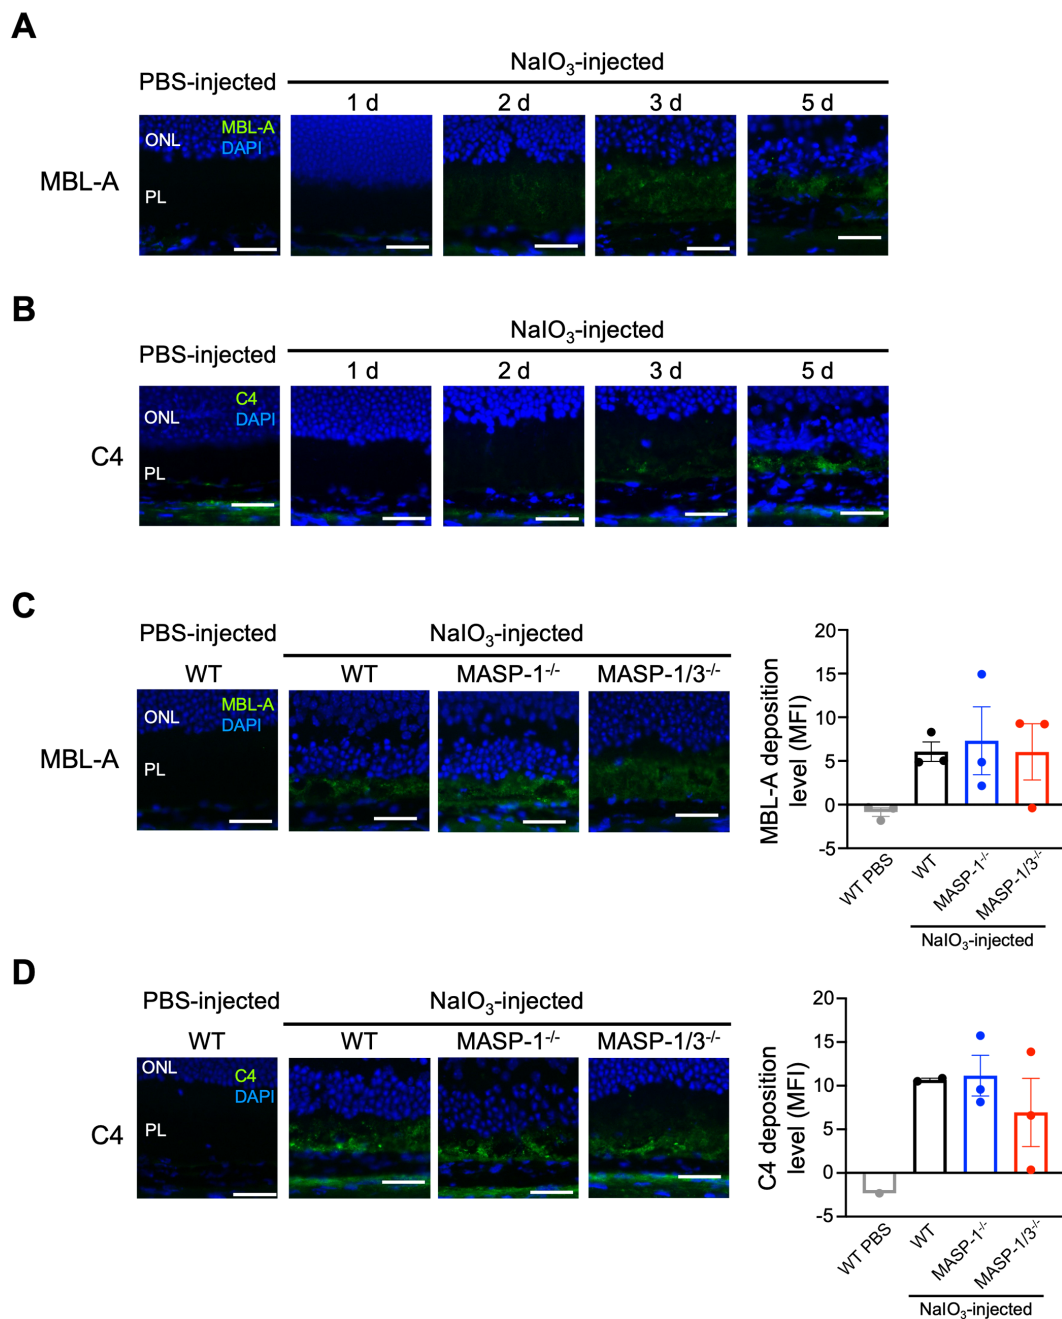 A
PBS-injected
NaIO₃-injected
1 d 2 d 3 d 5 d
MBL-A
ONL
MBL-A
DAPI
PL
B
PBS-injected
NaIO₃-injected
1 d 2 d 3 d 5 d
C4
ONL
C4
DAPI
PL
C
PBS-injected
NaIO₃-injected
WT WT MASP-1⁻/⁻ MASP-1/3⁻/⁻
MBL-A
ONL
MBL-A
DAPI
PL
MBL-A deposition
level (MFI)
20
15
10
5
0
-5
WT PBS
WT
MASP-1⁻/⁻
MASP-1/3⁻/⁻
NaIO₃-injected
D
PBS-injected
NaIO₃-injected
WT WT MASP-1⁻/⁻ MASP-1/3⁻/⁻
C4
ONL
C4
DAPI
PL
C4 deposition
level (MFI)
20
15
10
5
0
-5
WT PBS
WT
MASP-1⁻/⁻
MASP-1/3⁻/⁻
NaIO₃-injected